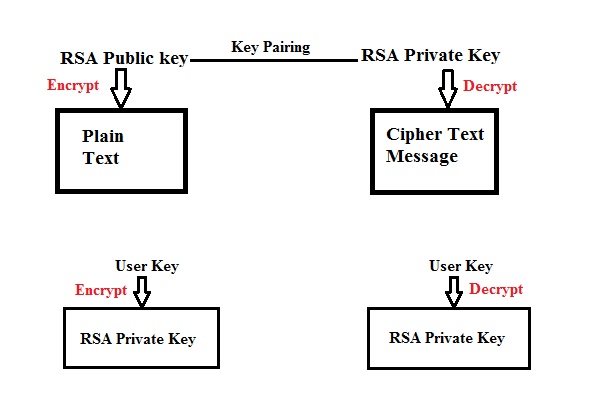 Key Pairing
RSA Public key
RSA Private Key
Encrypt
Decrypt
Plain
Text
Cipher Text
Message
User Key
User Key
Encrypt
Decrypt
RSA Private Key
RSA Private Key